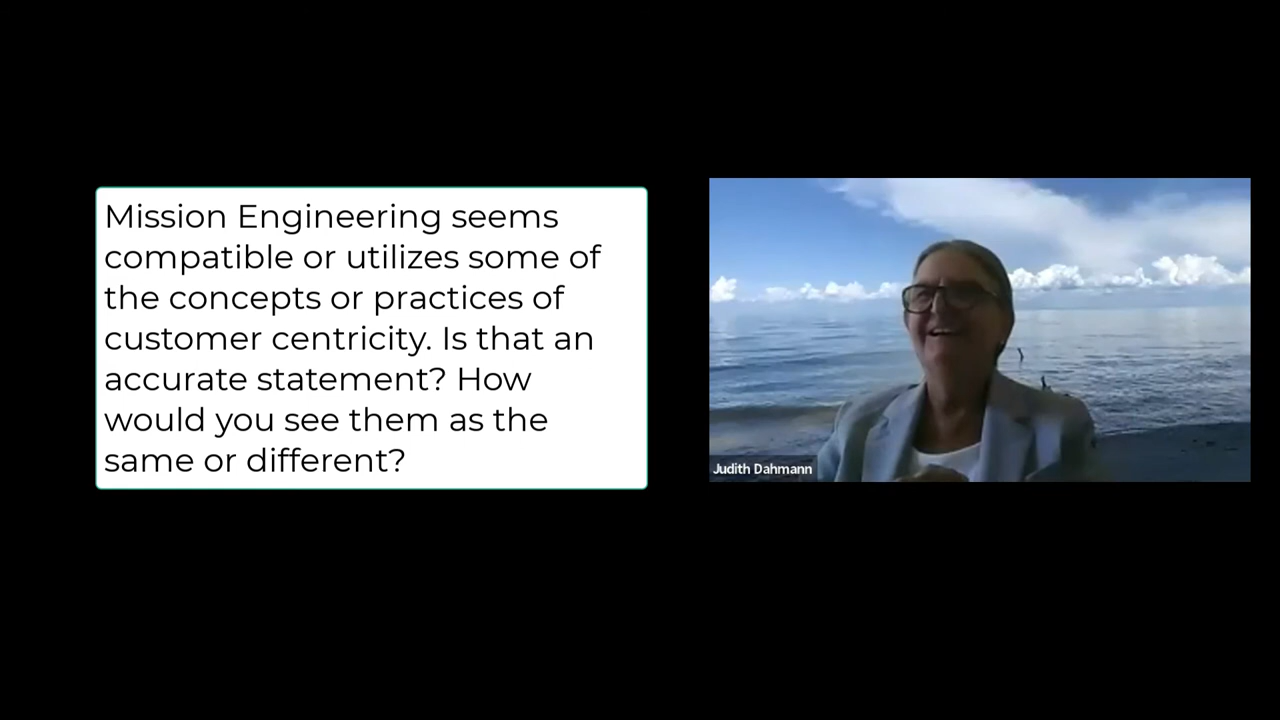 Mission Engineering seems
compatible or utilizes some of
the concepts or practices of
customer centricity. Is that an
accurate statement? How
would you see them as the
same or different?
Judith Dahmann